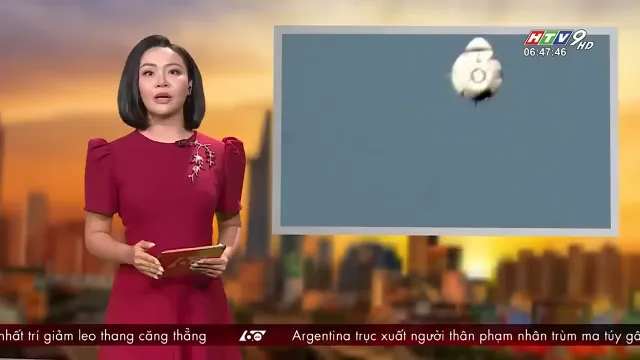 HTV9 HD
06:47:46
nhất trí giảm leo thang căng thẳng 60 Argentina trục xuất người thân phạm nhân trùm ma túy